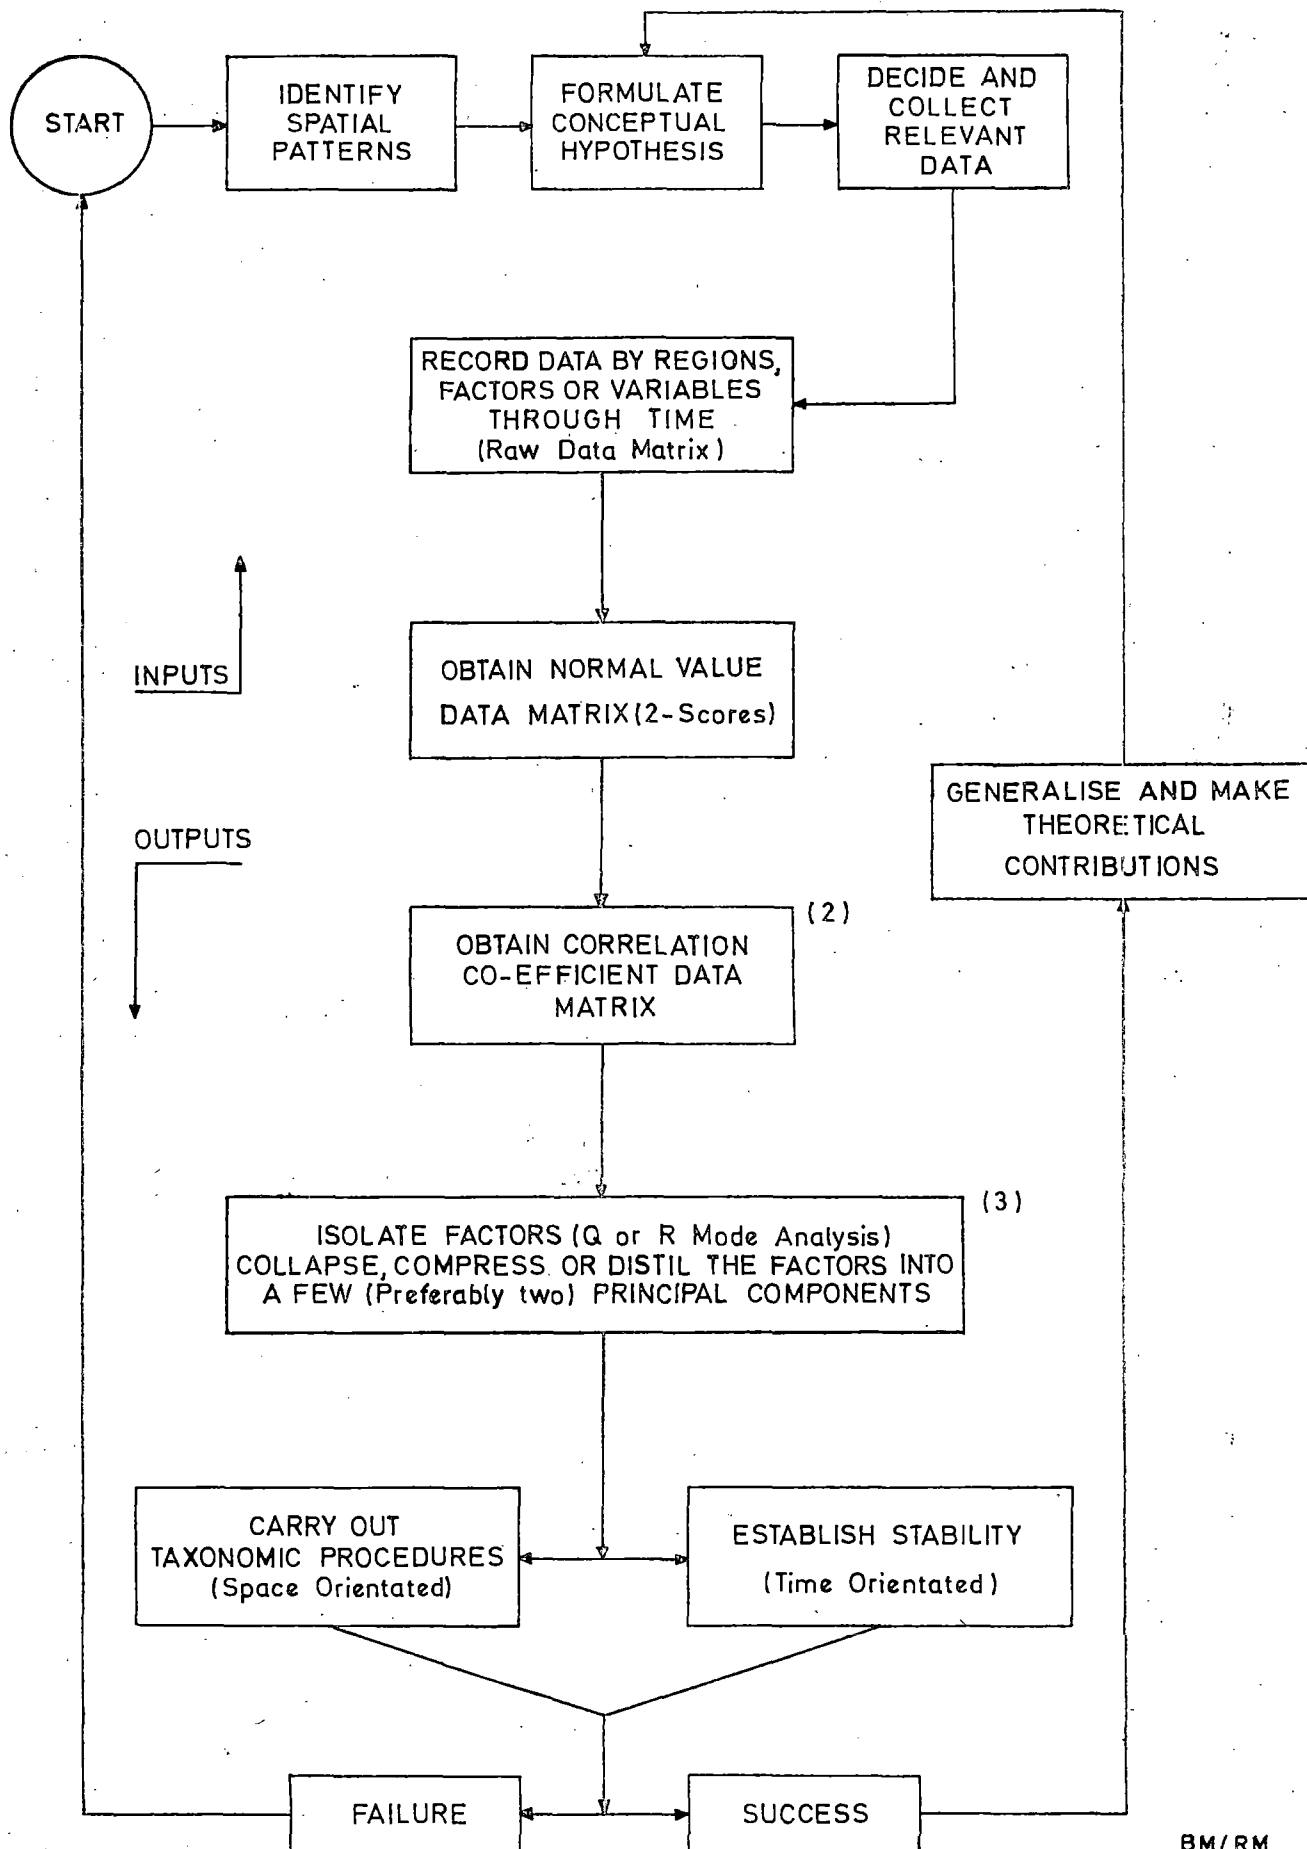 START
IDENTIFY
SPATIAL
PATTERNS
FORMULATE
CONCEPTUAL
HYPOTHESIS
DECIDE AND
COLLECT
RELEVANT
DATA
RECORD DATA BY REGIONS,
FACTORS OR VARIABLES
THROUGH TIME
(Raw Data Matrix)
INPUTS
OBTAIN NORMAL VALUE
DATA MATRIX (2-Scores)
OUTPUTS
GENERALISE AND MAKE
THEORETICAL
CONTRIBUTIONS
(2)
OBTAIN CORRELATION
CO-EFFICIENT DATA
MATRIX
(3)
ISOLATE FACTORS (Q or R Mode Analysis)
COLLAPSE, COMPRESS OR DISTIL THE FACTORS INTO
A FEW (Preferably two) PRINCIPAL COMPONENTS
CARRY OUT
TAXONOMIC PROCEDURES
(Space Orientated)
ESTABLISH STABILITY
(Time Orientated)
FAILURE
SUCCESS
BM/RM